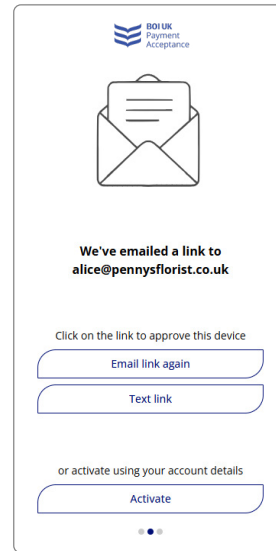 BOI UK
Payment
Acceptance
We've emailed a link to
alice@pennysflorist.co.uk
Click on the link to approve this device
Email link again
Text link
or activate using your account details
Activate